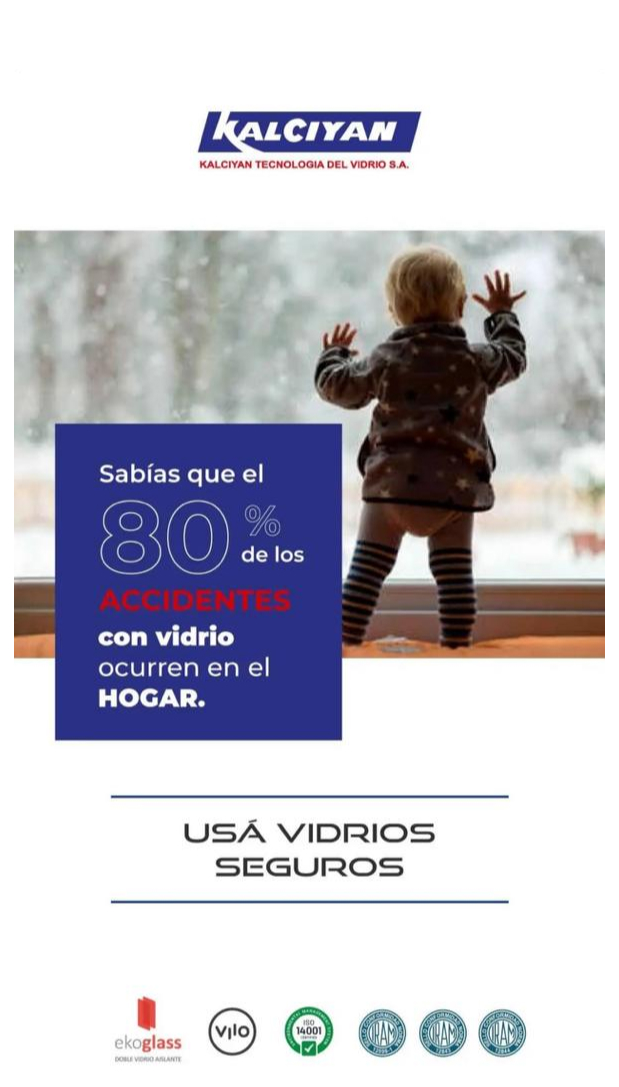 KALCIYAN
KALCIYAN TECNOLOGIA DEL VIDRIO S.A.
Sabías que el
80%
de los
ACCIDENTES
con vidrio
ocurren en el
HOGAR.
USÁ VIDRIOS
SEGUROS
ekoglass
DOBLE VIDRIO AISLANTE
vilo
ISO
14001
IRAM
IRAM
IRAM